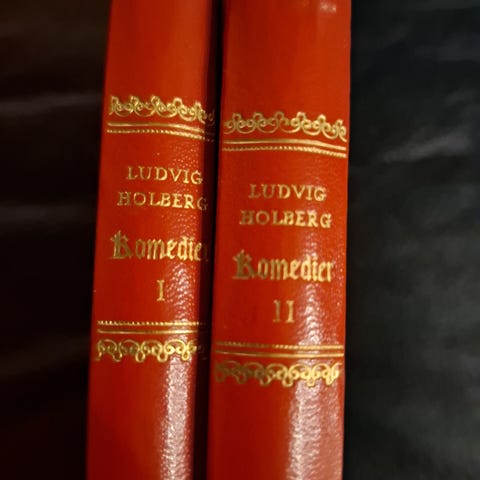 LUDVIG
HOLBERG
Komedier
I
LUDVIG
HOLBERG
Komedier
II